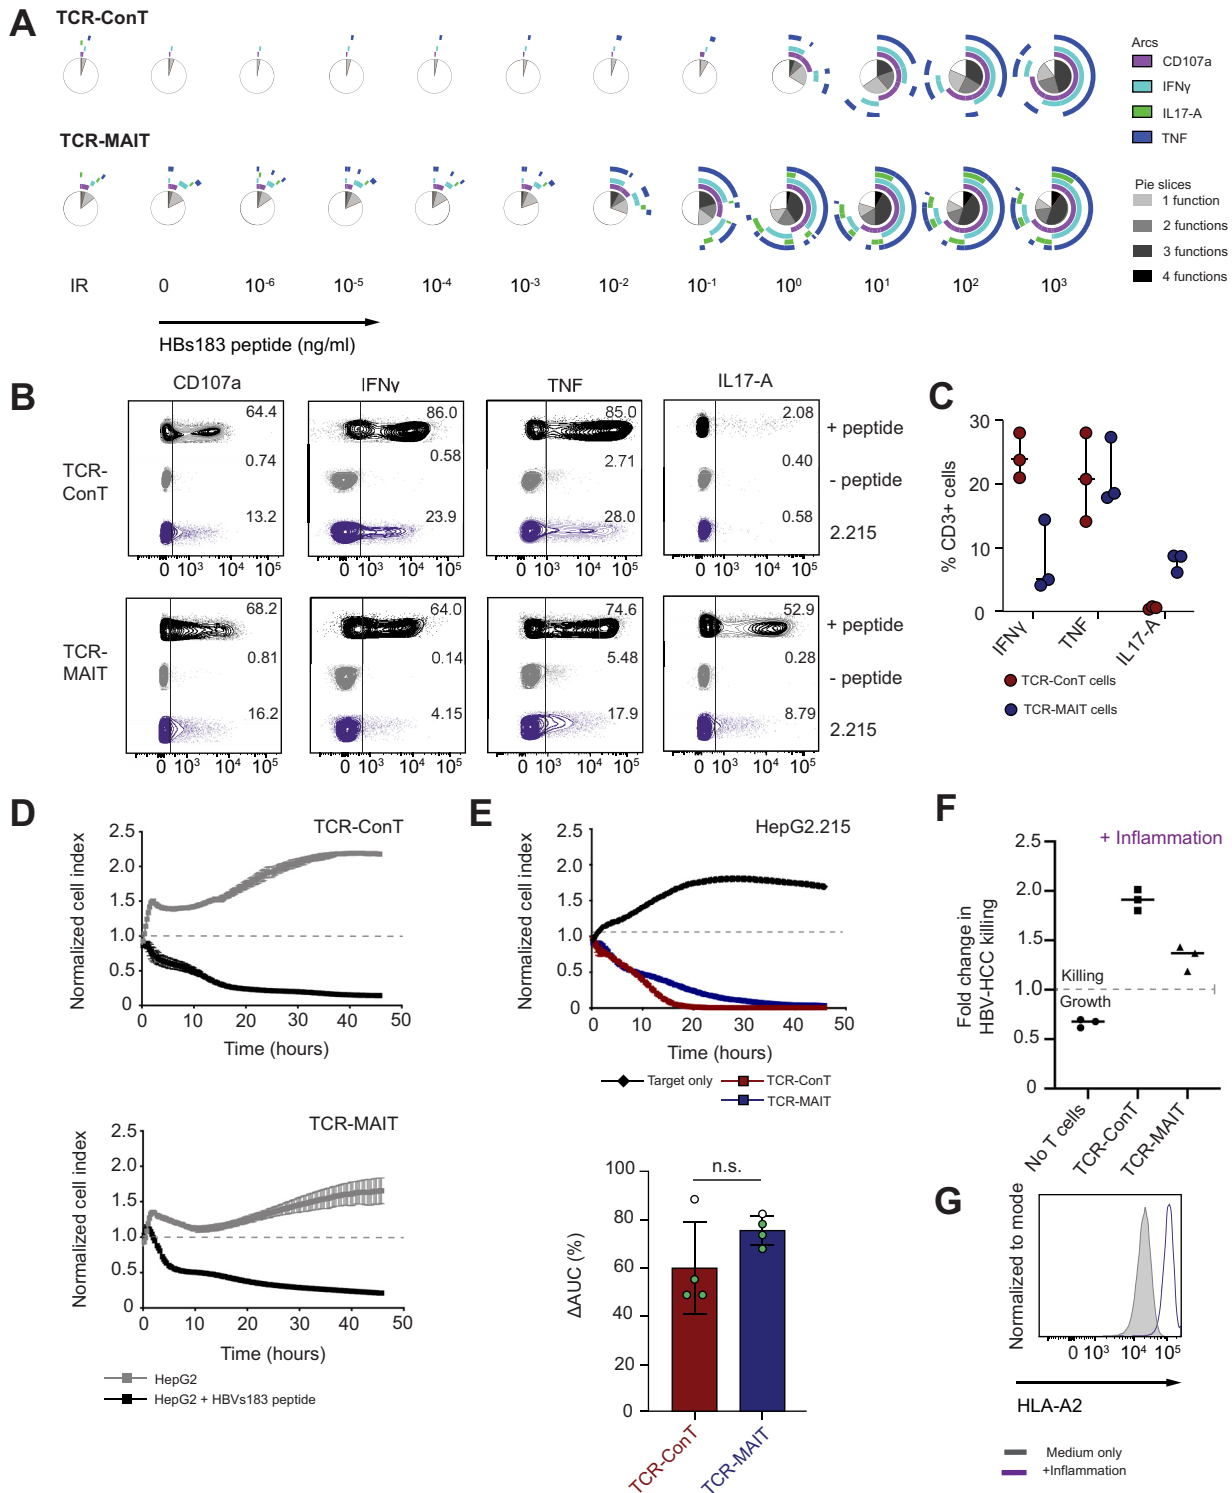 A
TCR-ConT
TCR-MAIT
IR 0 10-6 10-5 10-4 10-3 10-2 10-1 100 101 102 103
HBs183 peptide (ng/ml)
Arcs
CD107a
IFNγ
IL17-A
TNF
Pie slices
1 function
2 functions
3 functions
4 functions
B
CD107a IFNγ TNF IL17-A
TCR-
ConT
64.4 86.0 85.0 2.08 + peptide
0.74 0.58 2.71 0.40 - peptide
13.2 23.9 28.0 0.58 2.215
0 103 104 105 0 103 104 105 0 103 104 105 0 103 104 105
TCR-
MAIT
68.2 64.0 74.6 52.9 + peptide
0.81 0.14 5.48 0.28 - peptide
16.2 4.15 17.9 8.79 2.215
0 103 104 105 0 103 104 105 0 103 104 105 0 103 104 105
C
% CD3+ cells
30
20
10
0
IFNγ TNF IL17-A
TCR-ConT cells
TCR-MAIT cells
D
TCR-ConT
Normalized cell index
2.5
2.0
1.5
1.0
0.5
0
0 10 20 30 40 50
Time (hours)
TCR-MAIT
Normalized cell index
2.5
2.0
1.5
1.0
0.5
0
0 10 20 30 40 50
Time (hours)
HepG2
HepG2 + HBVs183 peptide
E
HepG2.215
Normalized cell index
2.5
2.0
1.5
1.0
0.5
0
0 10 20 30 40 50
Time (hours)
Target only TCR-ConT
TCR-MAIT
n.s.
ΔAUC (%)
100
80
60
40
20
0
TCR-ConT TCR-MAIT
F
+ Inflammation
Fold change in
HBV-HCC killing
2.5
2.0
1.5
1.0
0.5
0
Killing
Growth
No T cells TCR-ConT TCR-MAIT
G
Normalized to mode
0 103 104 105
HLA-A2
Medium only
+Inflammation